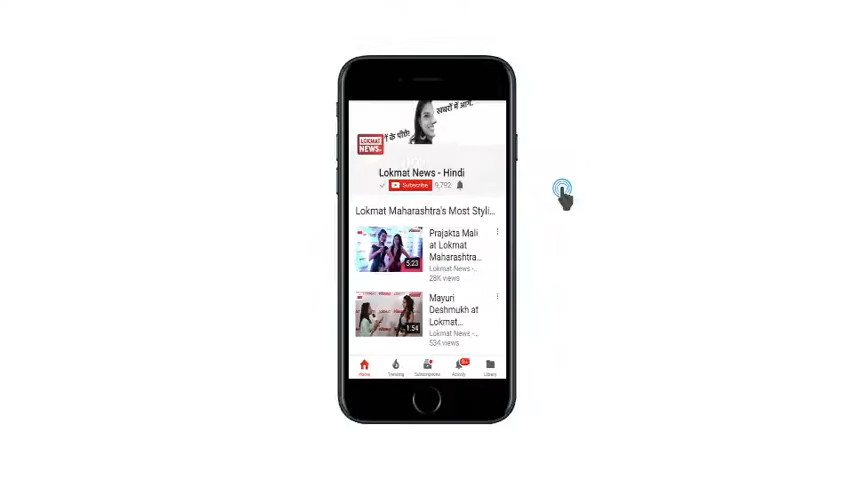 खबरों में आगे,
के पीछे!
LOKMAT
NEWS
Lokmat News - Hindi
Subscribe 9,792
Lokmat Maharashtra's Most Styli...
Prajakta Mali
at Lokmat
Maharashtra...
Lokmat News -..
28K views
5:23
Mayuri
Deshmukh at
Lokmat...
Lokmat News -..
534 views
1:54
9+
Home Trending Subscriptions Activity Library